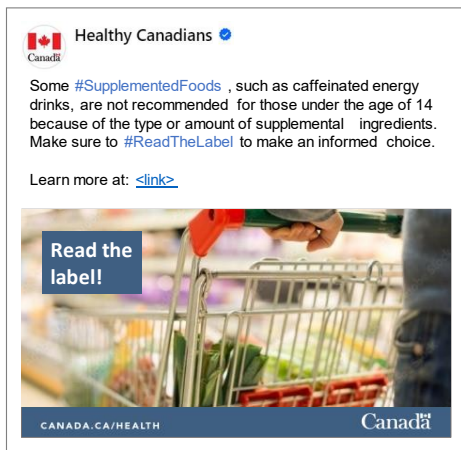 Canada
Healthy Canadians
Some #SupplementedFoods , such as caffeinated energy
drinks, are not recommended for those under the age of 14
because of the type or amount of supplemental ingredients.
Make sure to #ReadTheLabel to make an informed choice.
Learn more at: <link>
Read the
label!
CANADA.CA/HEALTH
Canada